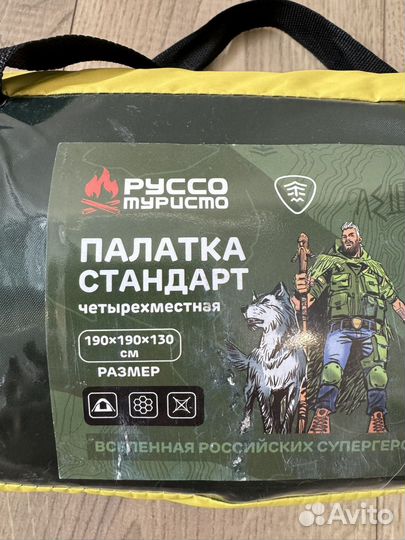 РУССО
ТУРИСТО
ПАЛАТКА
СТАНДАРТ
четырехместная
190×190×130
см
РАЗМЕР
ВСЕЛЕННАЯ РОССИЙСКИХ СУПЕРГЕРО
Avito